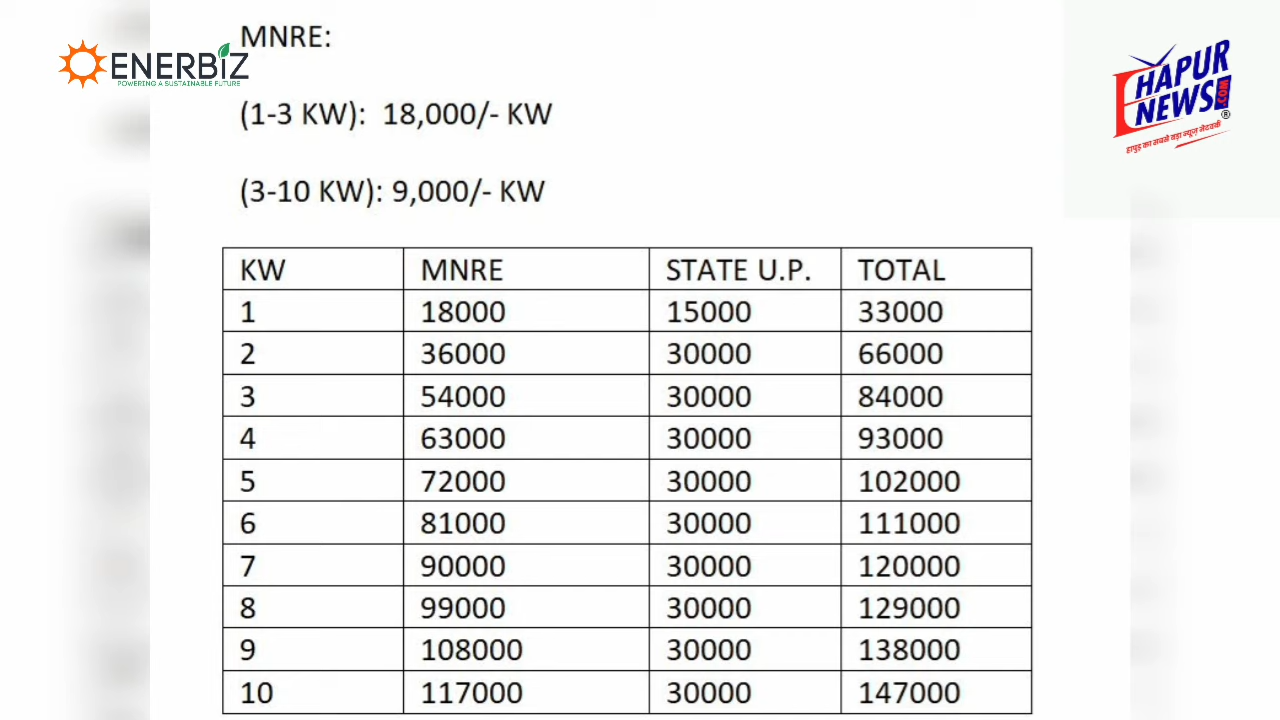 MNRE:
ENERBIZ
POWERING A SUSTAINABLE FUTURE
HAPUR
NEWS.COM®
हापुड़ का सबसे बड़ा न्यूज़ नेटवर्क
(1-3 KW): 18,000/- KW
(3-10 KW): 9,000/- KW
KW MNRE STATE U.P. TOTAL
1 18000 15000 33000
2 36000 30000 66000
3 54000 30000 84000
4 63000 30000 93000
5 72000 30000 102000
6 81000 30000 111000
7 90000 30000 120000
8 99000 30000 129000
9 108000 30000 138000
10 117000 30000 147000